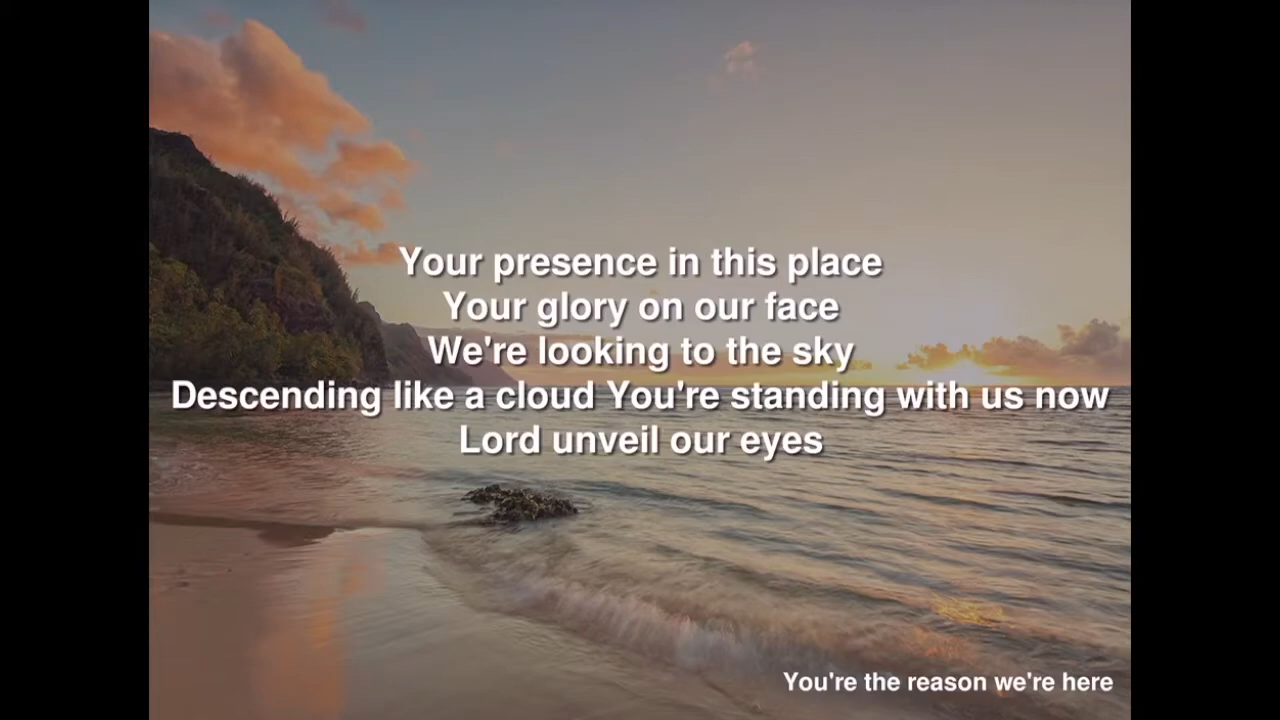 Your presence in this place
Your glory on our face
We're looking to the sky
Descending like a cloud You're standing with us now
Lord unveil our eyes
You're the reason we're here